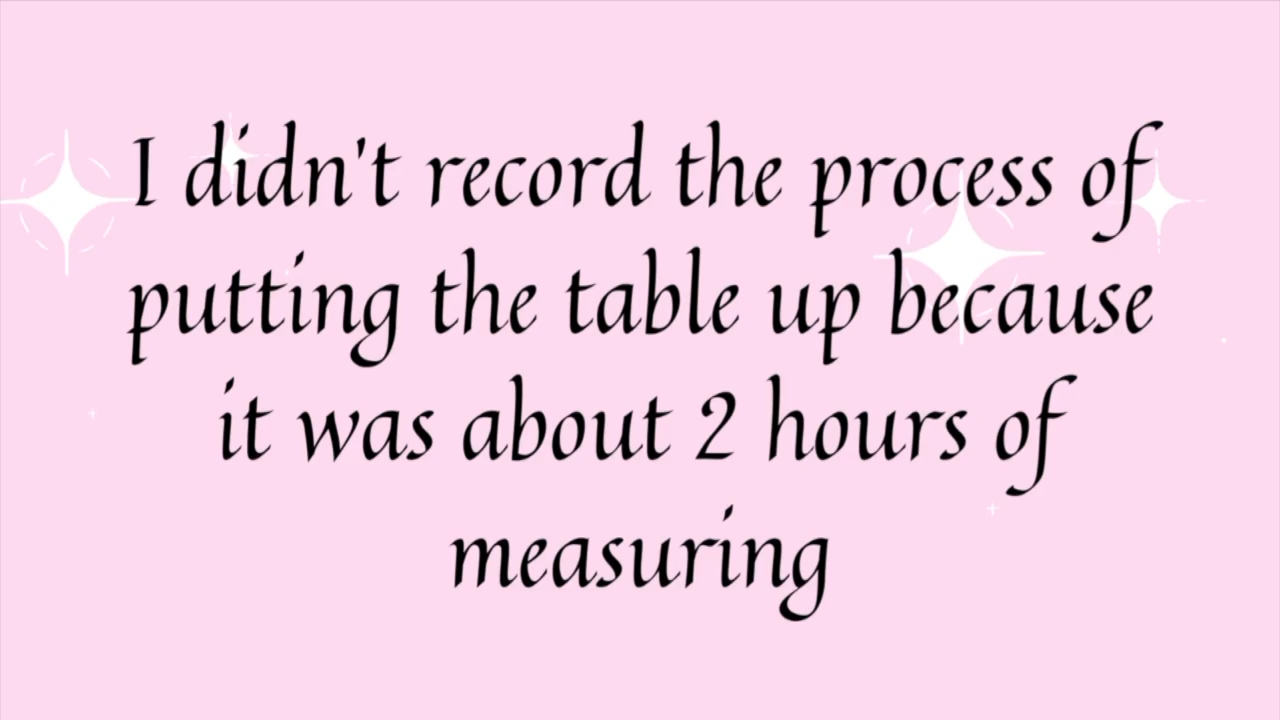 I didn't record the process of
putting the table up because
it was about 2 hours of
measuring